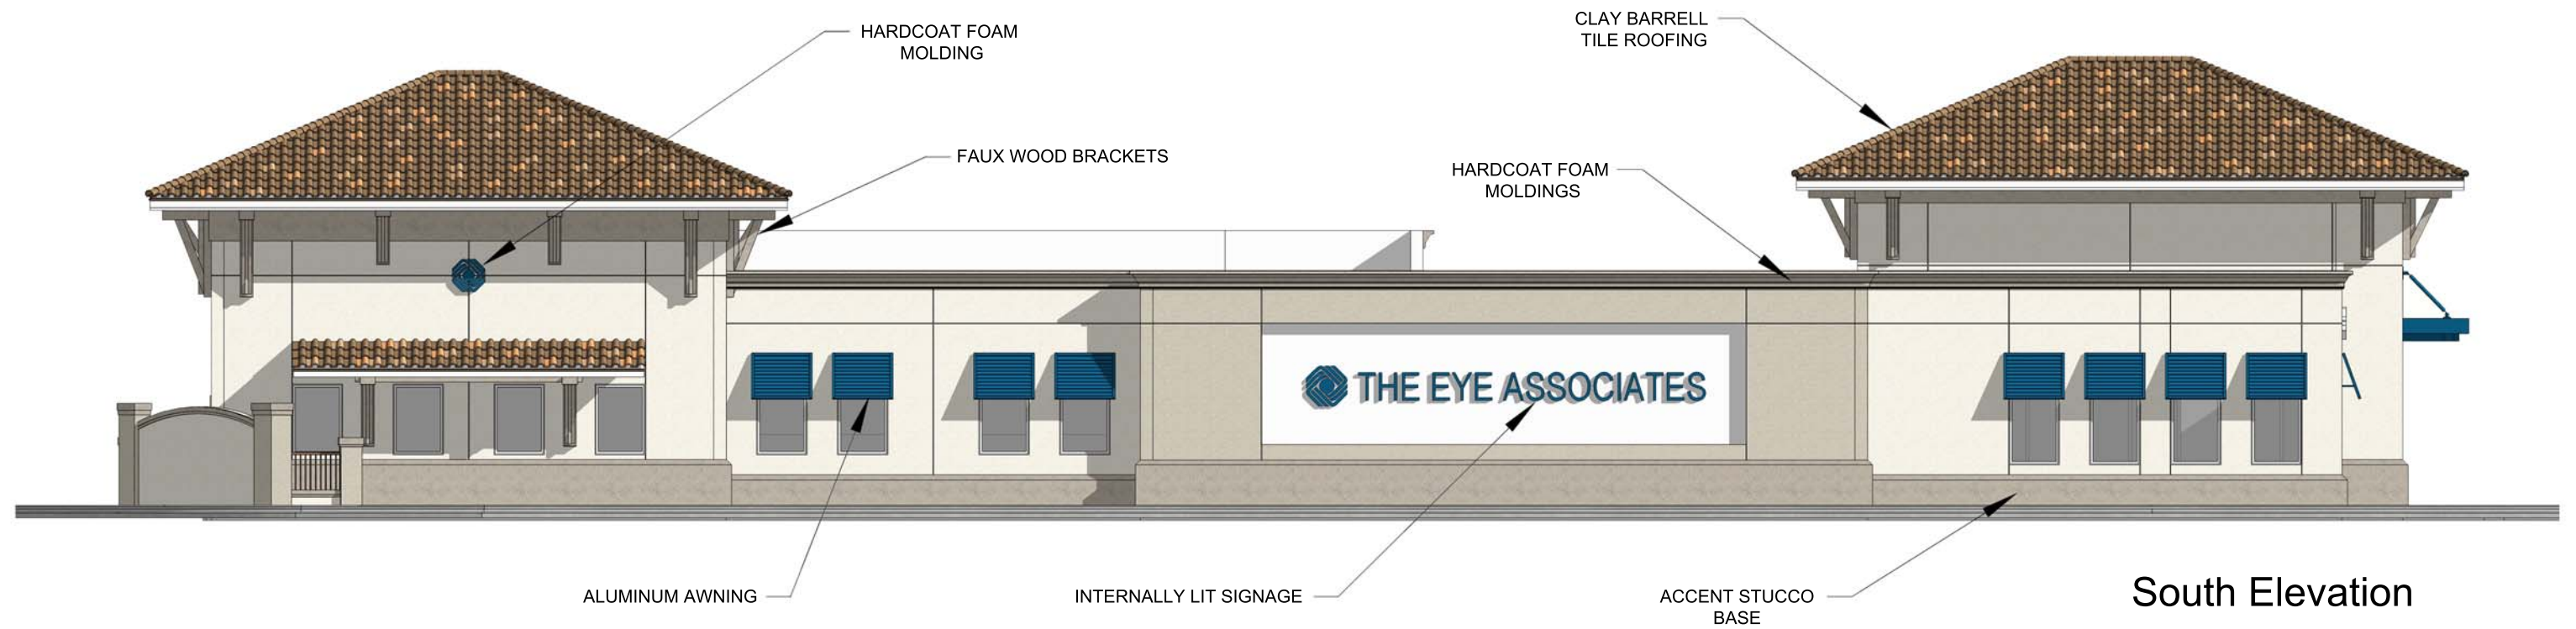 HARDCOAT FOAM
MOLDING
CLAY BARRELL
TILE ROOFING
FAUX WOOD BRACKETS
HARDCOAT FOAM
MOLDINGS
THE EYE ASSOCIATES
ALUMINUM AWNING
INTERNALLY LIT SIGNAGE
ACCENT STUCCO
BASE
South Elevation